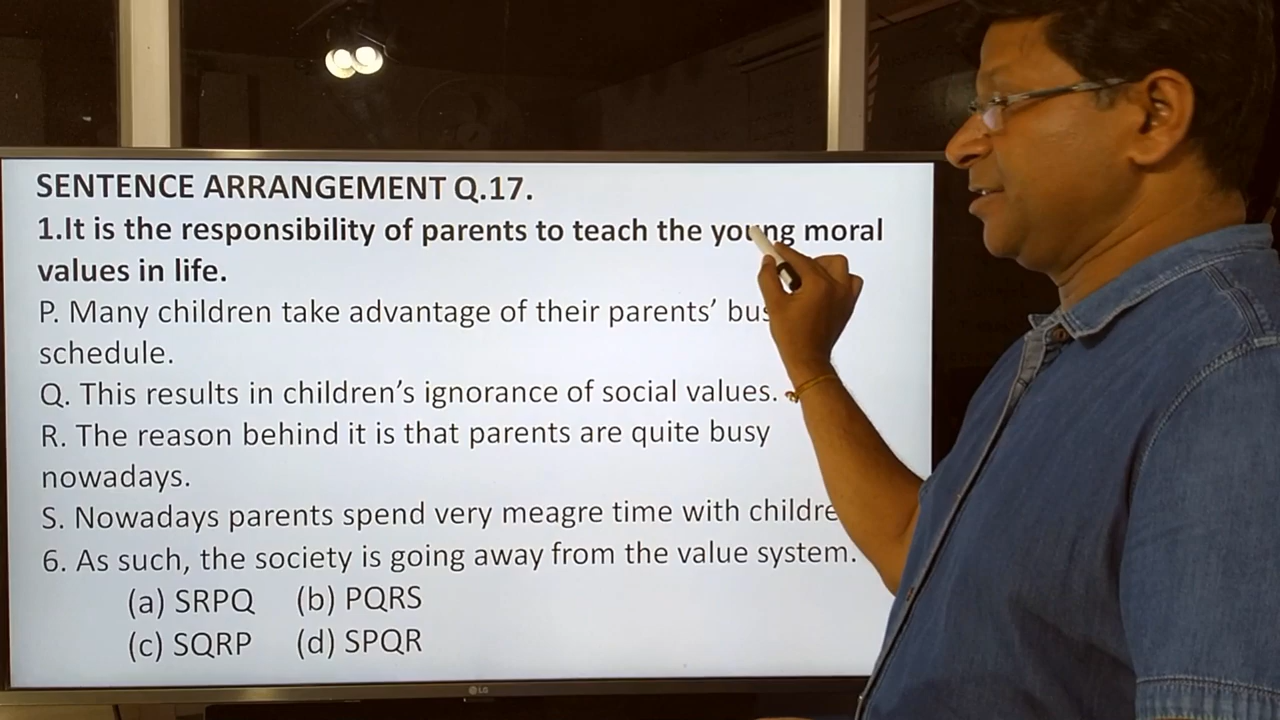 SENTENCE ARRANGEMENT Q.17.
1.It is the responsibility of parents to teach the young moral
values in life.
P. Many children take advantage of their parents’
schedule.
Q. This results in children’s ignorance of social values.
R. The reason behind it is that parents are quite busy
nowadays.
S. Nowadays parents spend very meagre time with
6. As such, the society is going away from the value system.
(a) SRPQ (b) PQRS
(c) SQRP (d) SPQR
LG